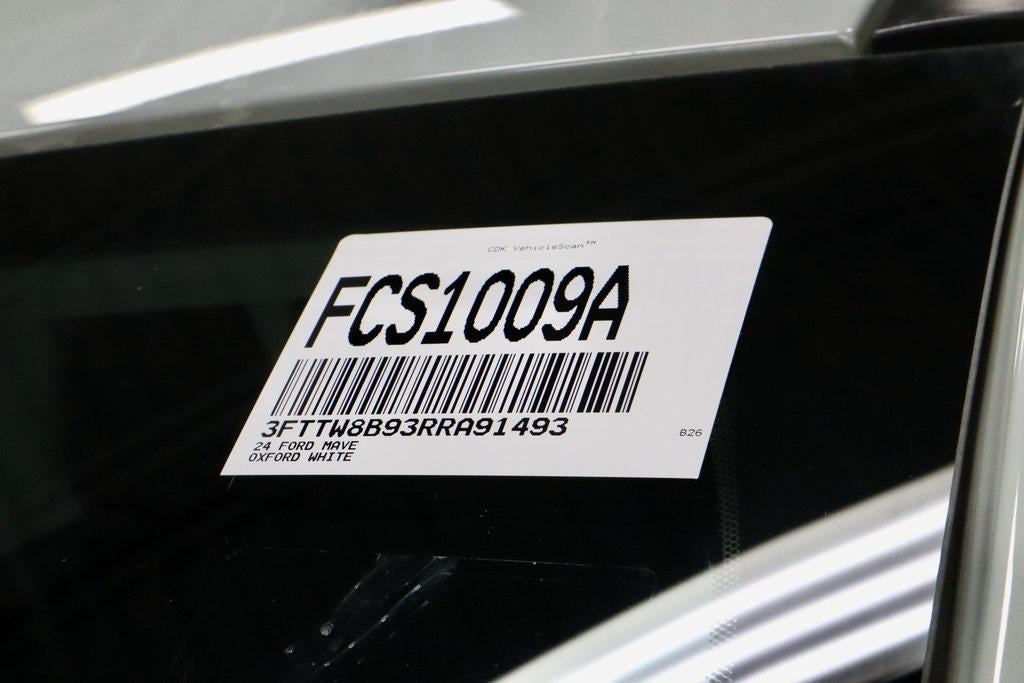 CDK VehicleScan™
FCS1009A
3FTTW8B93RRA91493
24 FORD MAVE
OXFORD WHITE
B26